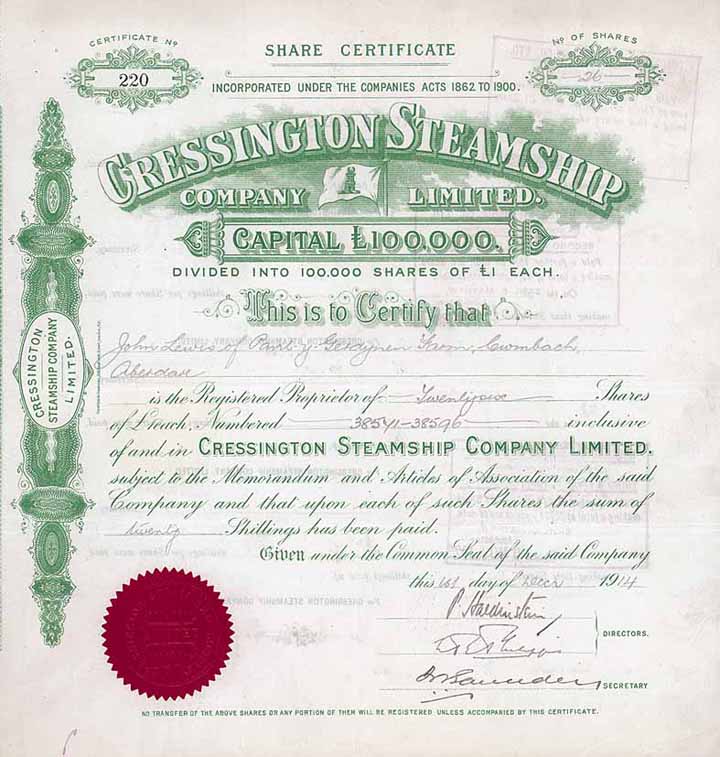 CERTIFICATE Nº
220
SHARE CERTIFICATE
Nº OF SHARES
26
INCORPORATED UNDER THE COMPANIES ACTS 1862 TO 1900.
CRESSINGTON STEAMSHIP
COMPANY LIMITED.
CAPITAL £100,000.
DIVIDED INTO 100,000 SHARES OF £1 EACH.
This is to Certify that
John Lewis of Farm, Cwmbach,
Aberdare
is the Registered Proprietor of Twentysix Shares
of £1 each Numbered 38571-38596 inclusive
of and in CRESSINGTON STEAMSHIP COMPANY LIMITED.
subject to the Memorandum and Articles of Association of the said
Company and that upon each of such Shares the sum of
twenty Shillings has been paid.
Given under the Common Seal of the said Company
this 1st day of Decr 1914
DIRECTORS.
SECRETARY
NO TRANSFER OF THE ABOVE SHARES OR ANY PORTION OF THEM WILL BE REGISTERED UNLESS ACCOMPANIED BY THIS CERTIFICATE.
CRESSINGTON
STEAMSHIP COMPANY
LIMITED.